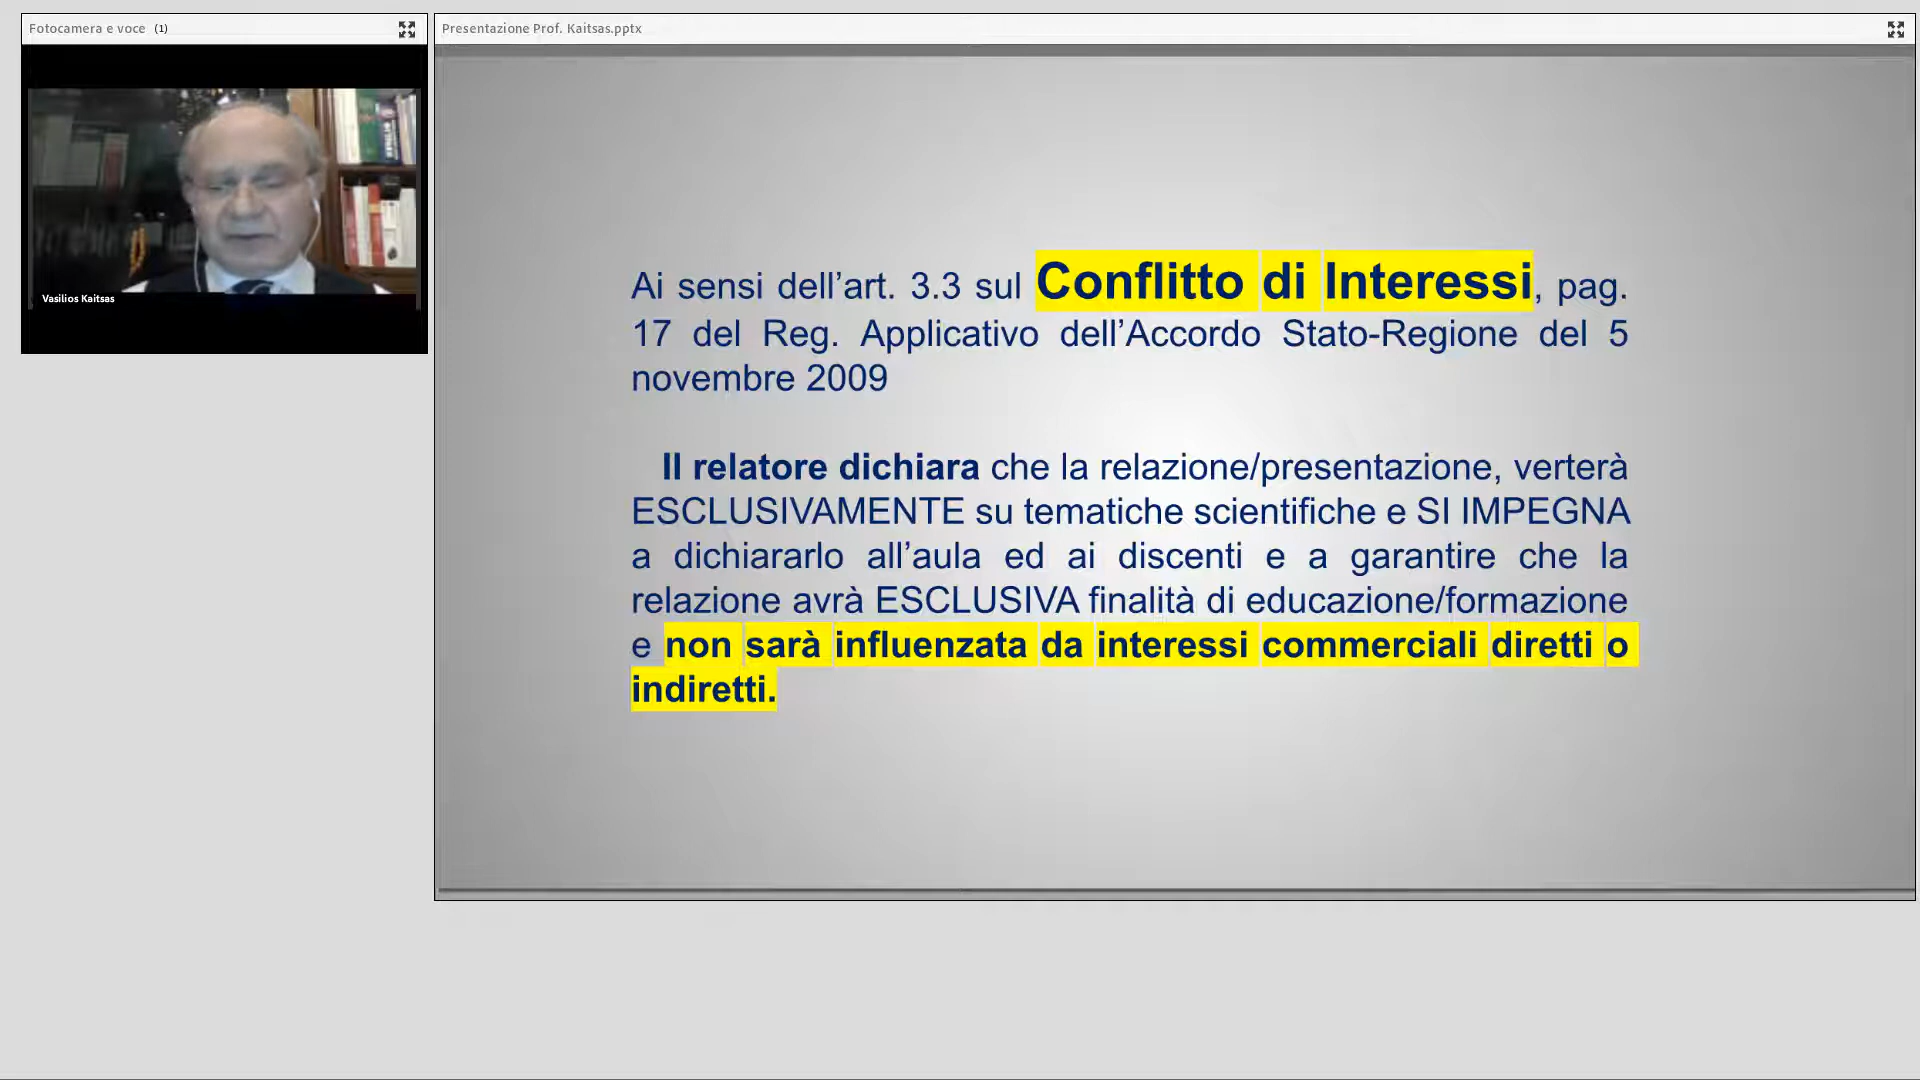 Fotocamera e voce (1)
Vasilios Kaitsas
Presentazione Prof. Kaitsas.pptx
Ai sensi dell’art. 3.3 sul Conflitto di Interessi, pag.
17 del Reg. Applicativo dell’Accordo Stato-Regione del 5
novembre 2009
Il relatore dichiara che la relazione/presentazione, verterà
ESCLUSIVAMENTE su tematiche scientifiche e SI IMPEGNA
a dichiararlo all’aula ed ai discenti e a garantire che la
relazione avrà ESCLUSIVA finalità di educazione/formazione
e non sarà influenzata da interessi commerciali diretti o
indiretti.